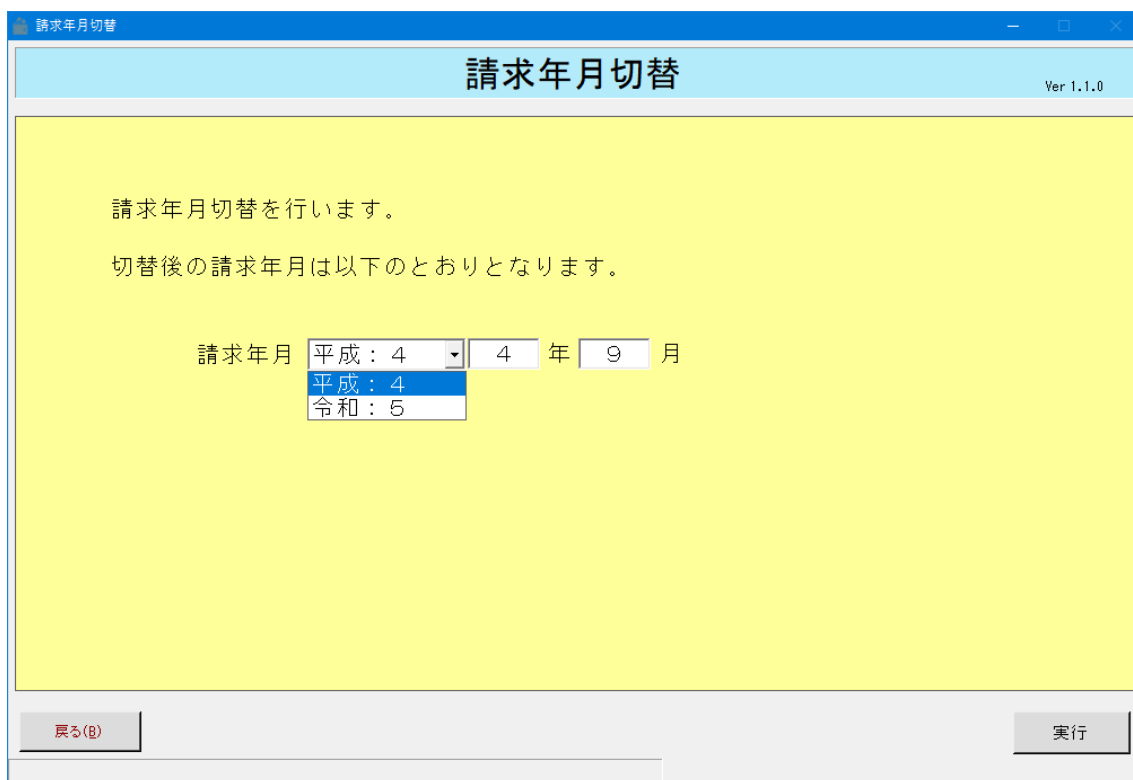 請求年月切替
請求年月切替
Ver 1.1.0
請求年月切替を行います。
切替後の請求年月は以下のとおりとなります。
請求年月 平成：４ ４ 年 ９ 月
平成：４
令和：５
戻る(B)
実行